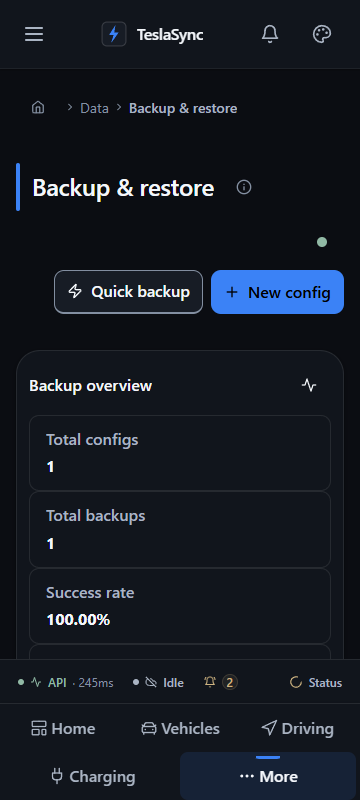 TeslaSync
Data
Backup & restore
Backup & restore
Quick backup
New config
Backup overview
Total configs
1
Total backups
1
Success rate
100.00%
API · 245ms
Idle
2
Status
Home
Vehicles
Driving
Charging
More